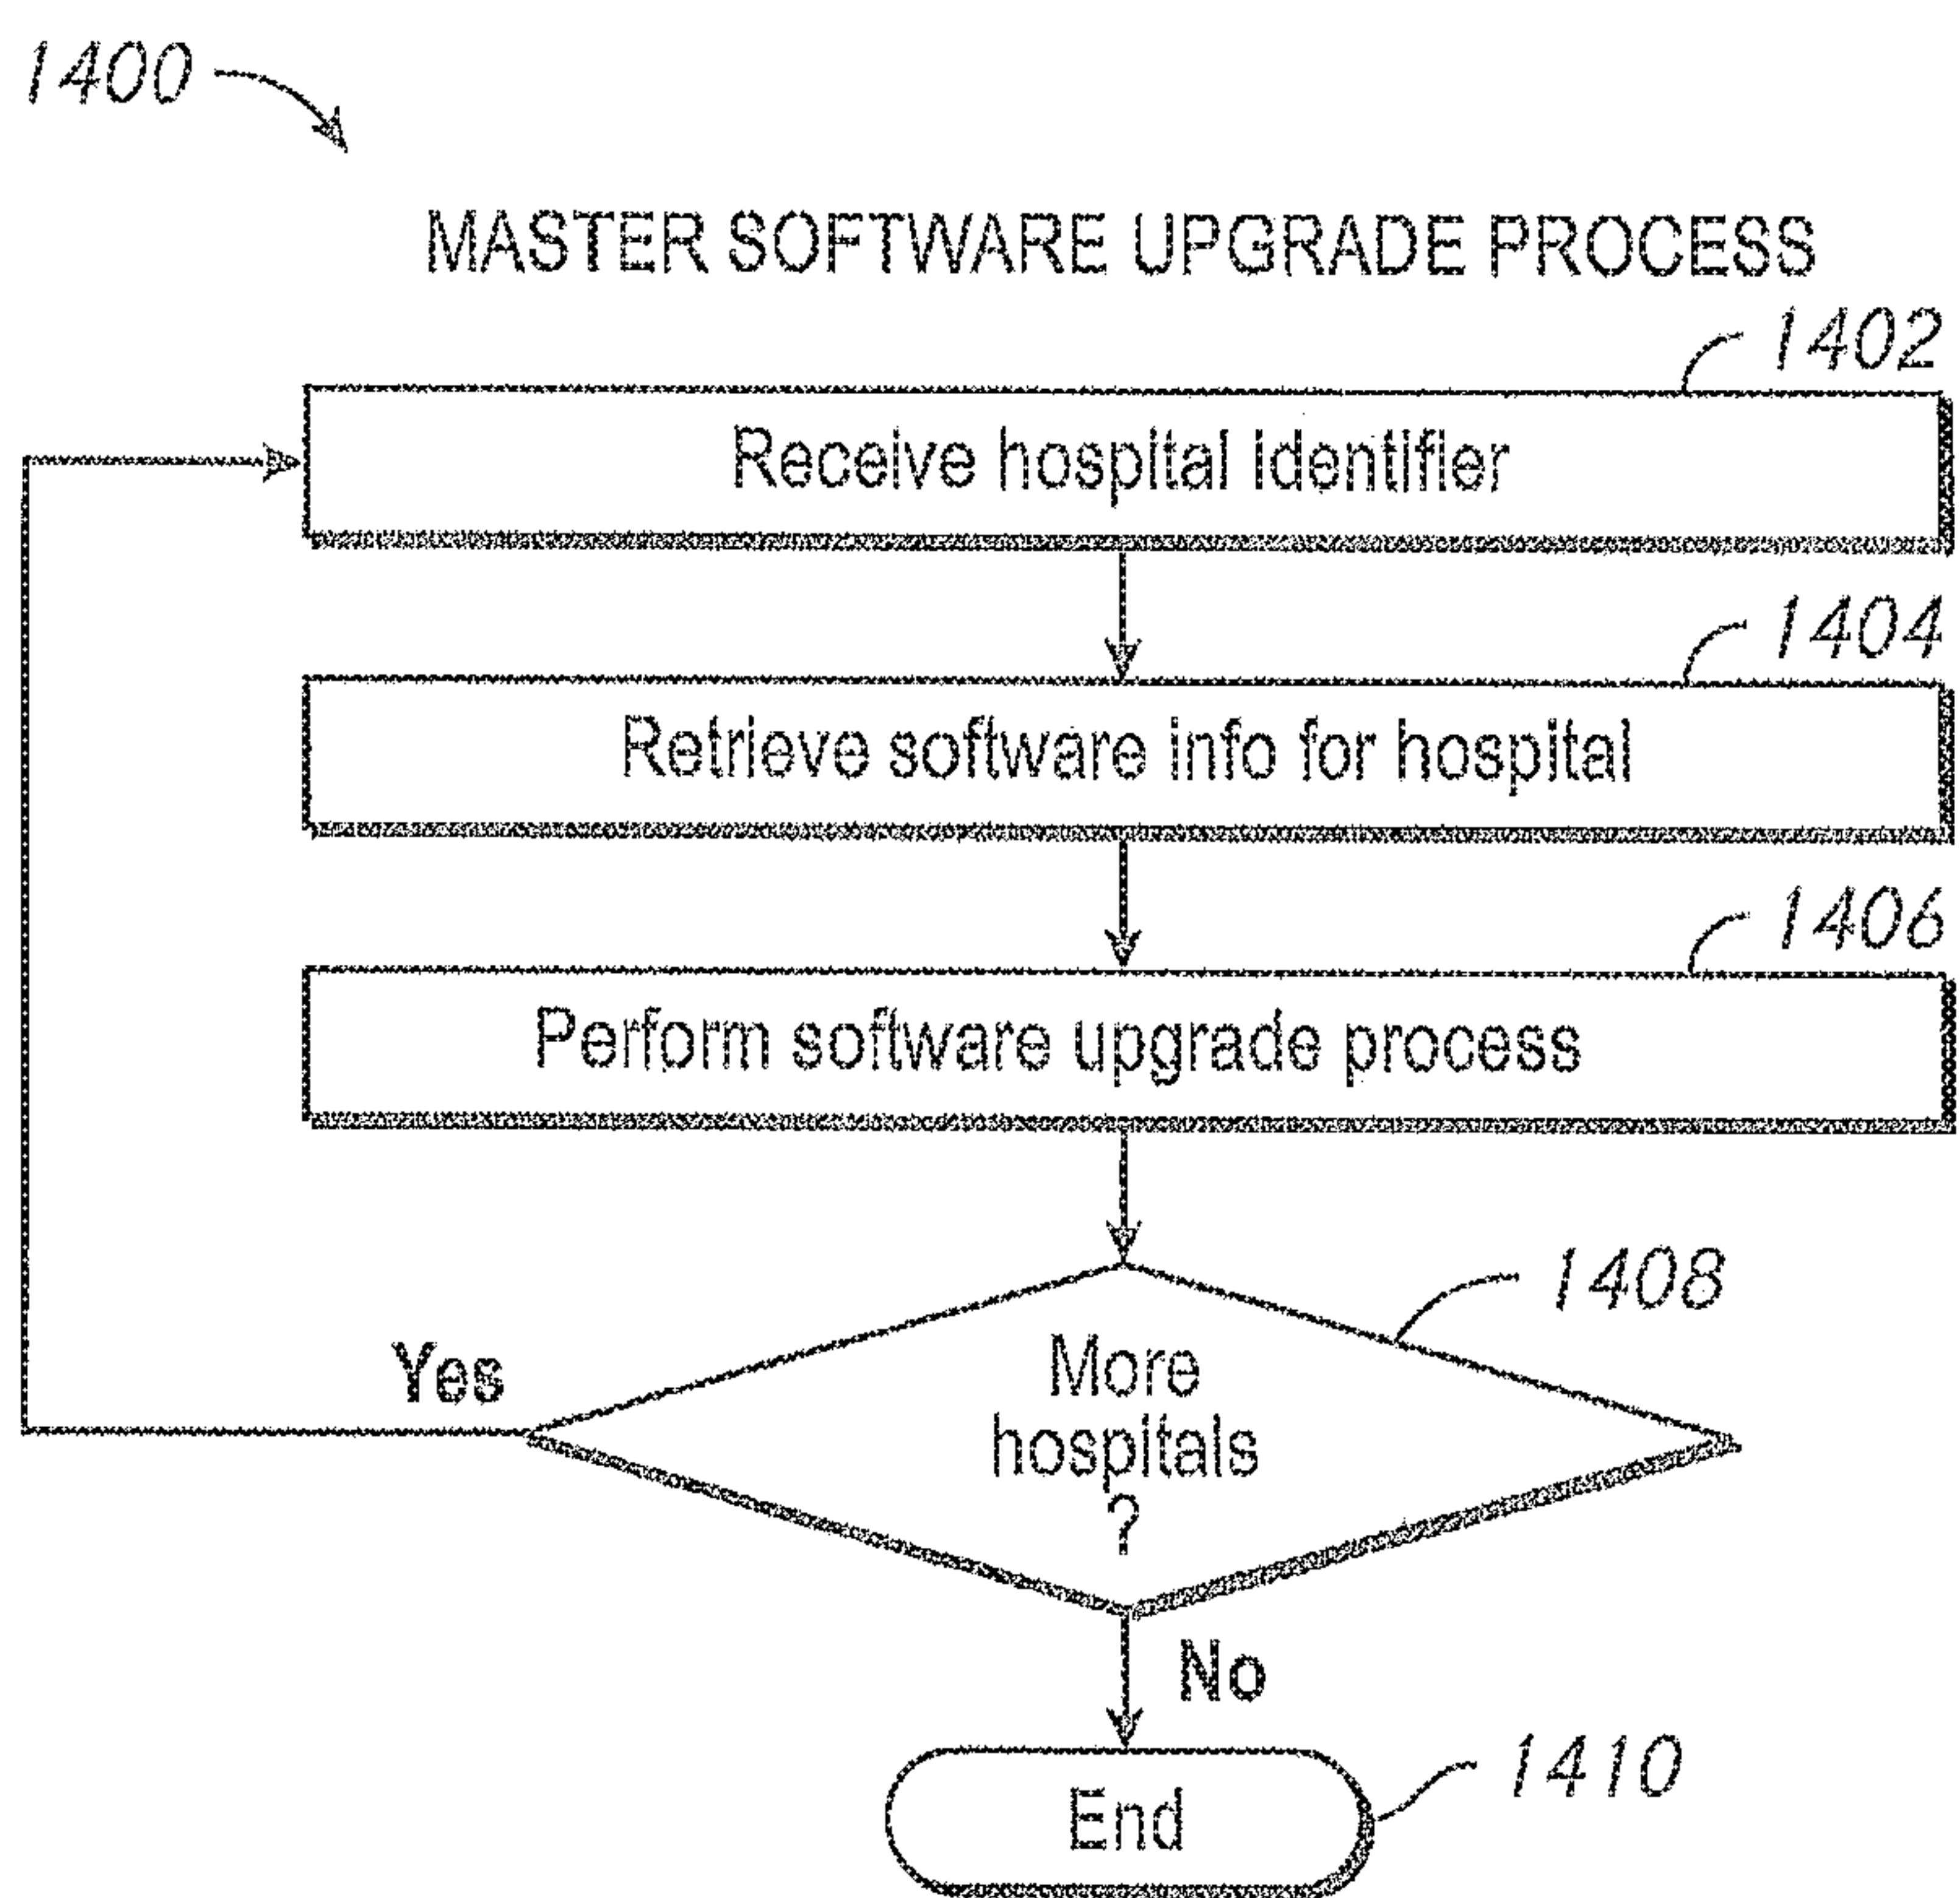 1400
MASTER SOFTWARE UPGRADE PROCESS
1402
Receive hospital identifier
1404
Retrieve software info for hospital
1406
Perform software upgrade process
1408
More
hospitals
?
Yes
No
End
1410